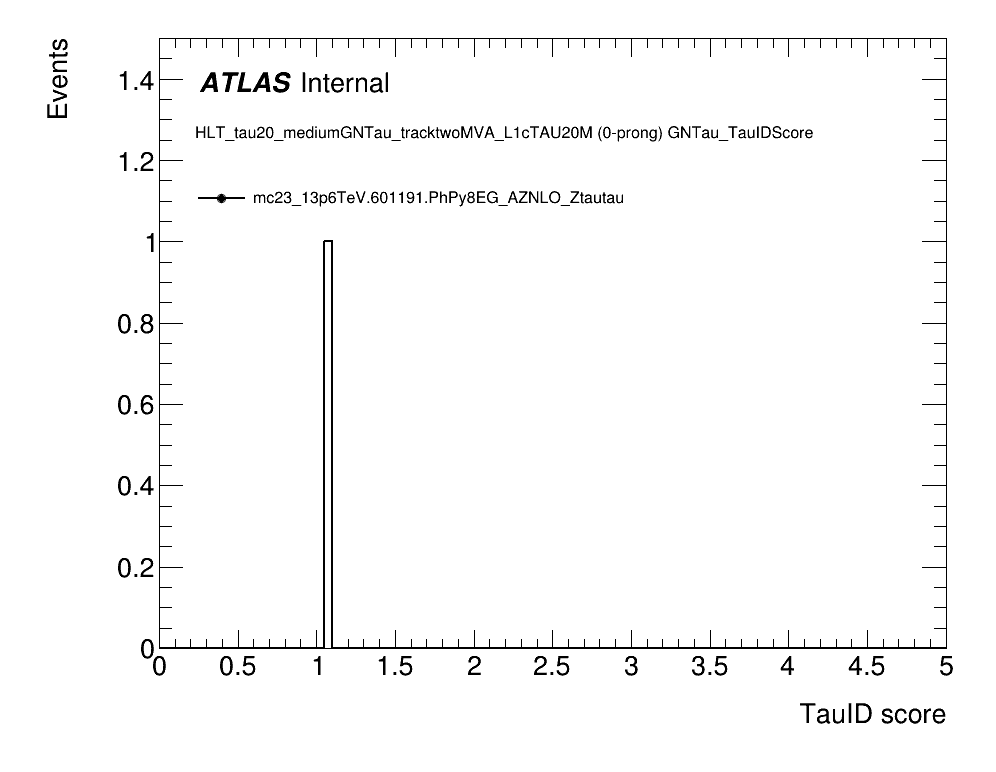 Events
ATLAS Internal
HLT_tau20_mediumGNTau_tracktwoMVA_L1cTAU20M (0-prong) GNTau_TauIDScore
mc23_13p6TeV.601191.PhPy8EG_AZNLO_Ztautau
1.4
1.2
1
0.8
0.6
0.4
0.2
0
0 0.5 1 1.5 2 2.5 3 3.5 4 4.5 5
TauID score